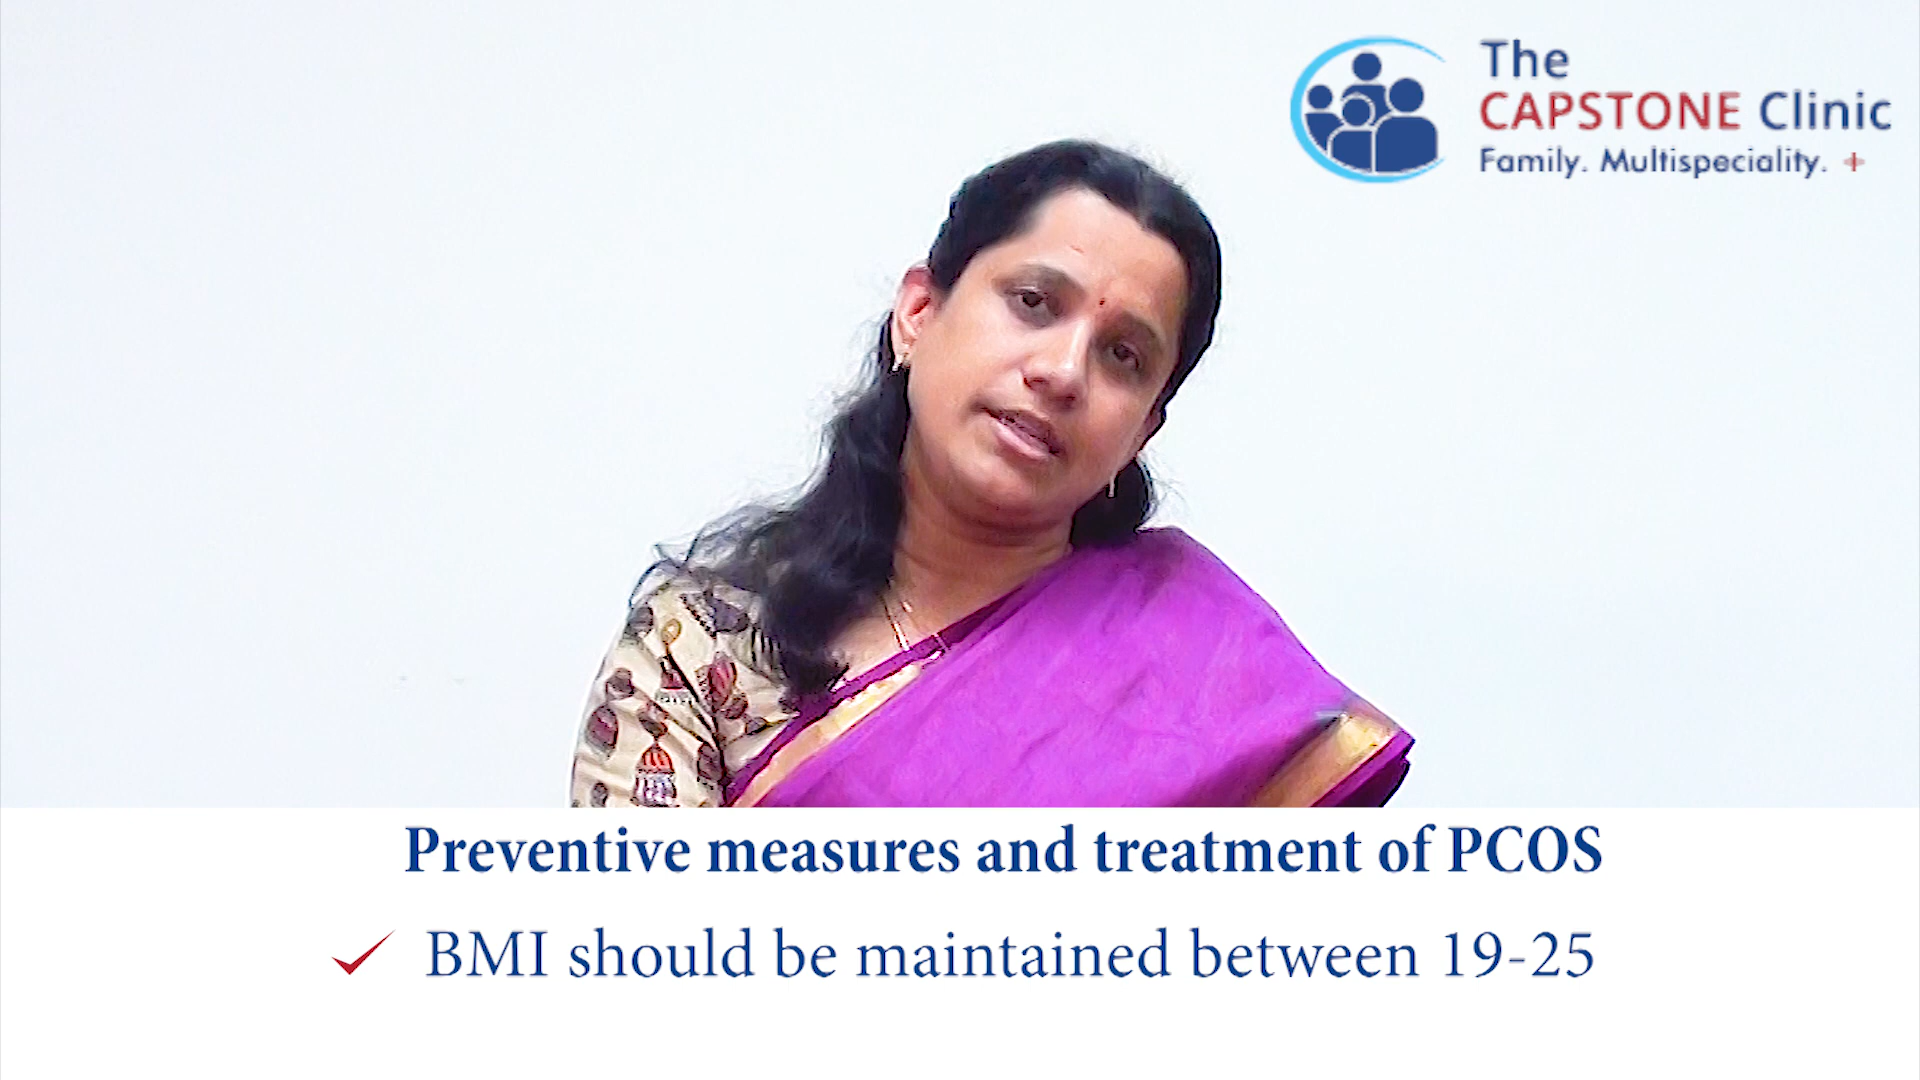 The
CAPSTONE Clinic
Family. Multispeciality.
Preventive measures and treatment of PCOS
BMI should be maintained between 19-25